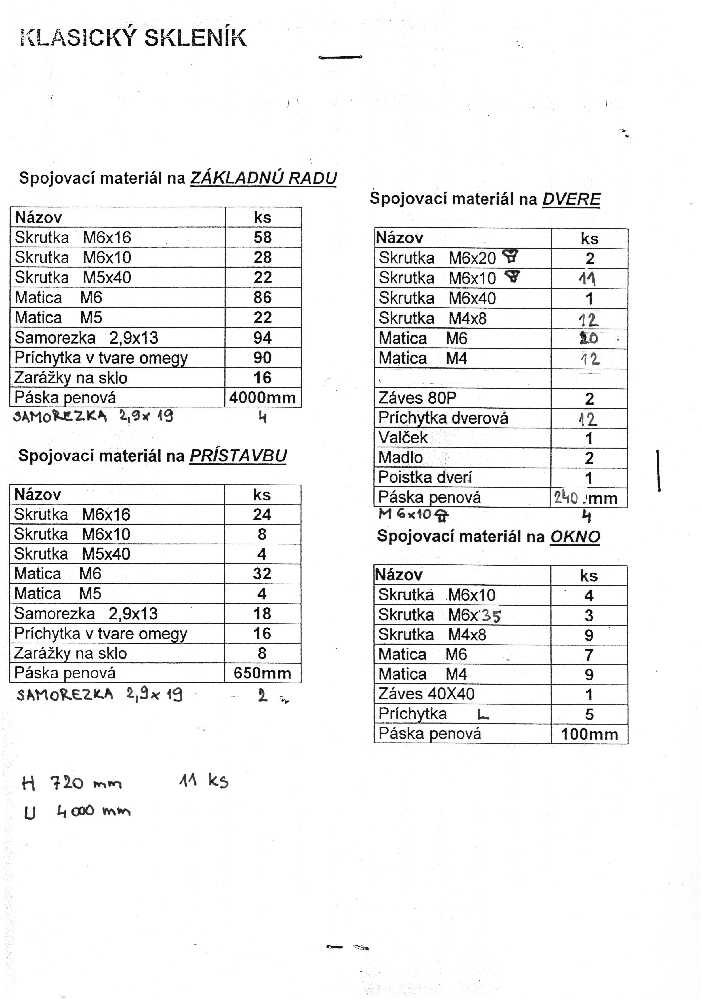 KLASICKÝ SKLENÍK
Spojovací materiál na ZÁKLADNÚ RADU
Názov ks
Skrutka M6x16 58
Skrutka M6x10 28
Skrutka M5x40 22
Matica M6 86
Matica M5 22
Samorezka 2,9x13 94
Príchytka v tvare omegy 90
Zarážky na sklo 16
Páska penová 4000mm
SAMOREZKA 2,9x19 4
Spojovací materiál na PRÍSTAVBU
Názov ks
Skrutka M6x16 24
Skrutka M6x10 8
Skrutka M5x40 4
Matica M6 32
Matica M5 4
Samorezka 2,9x13 18
Príchytka v tvare omegy 16
Zarážky na sklo 8
Páska penová 650mm
SAMOREZKA 2,9x19 2
H 720 mm 11 ks
U 4000 mm
Spojovací materiál na DVERE
Názov ks
Skrutka M6x20 2
Skrutka M6x10 11
Skrutka M6x40 1
Skrutka M4x8 12
Matica M6 20
Matica M4 12
Záves 80P 2
Príchytka dverová 12
Valček 1
Madlo 2
Poistka dverí 1
Páska penová 240 mm
M6x10 4
Spojovací materiál na OKNO
Názov ks
Skrutka M6x10 4
Skrutka M6x35 3
Skrutka M4x8 9
Matica M6 7
Matica M4 9
Záves 40X40 1
Príchytka L 5
Páska penová 100mm